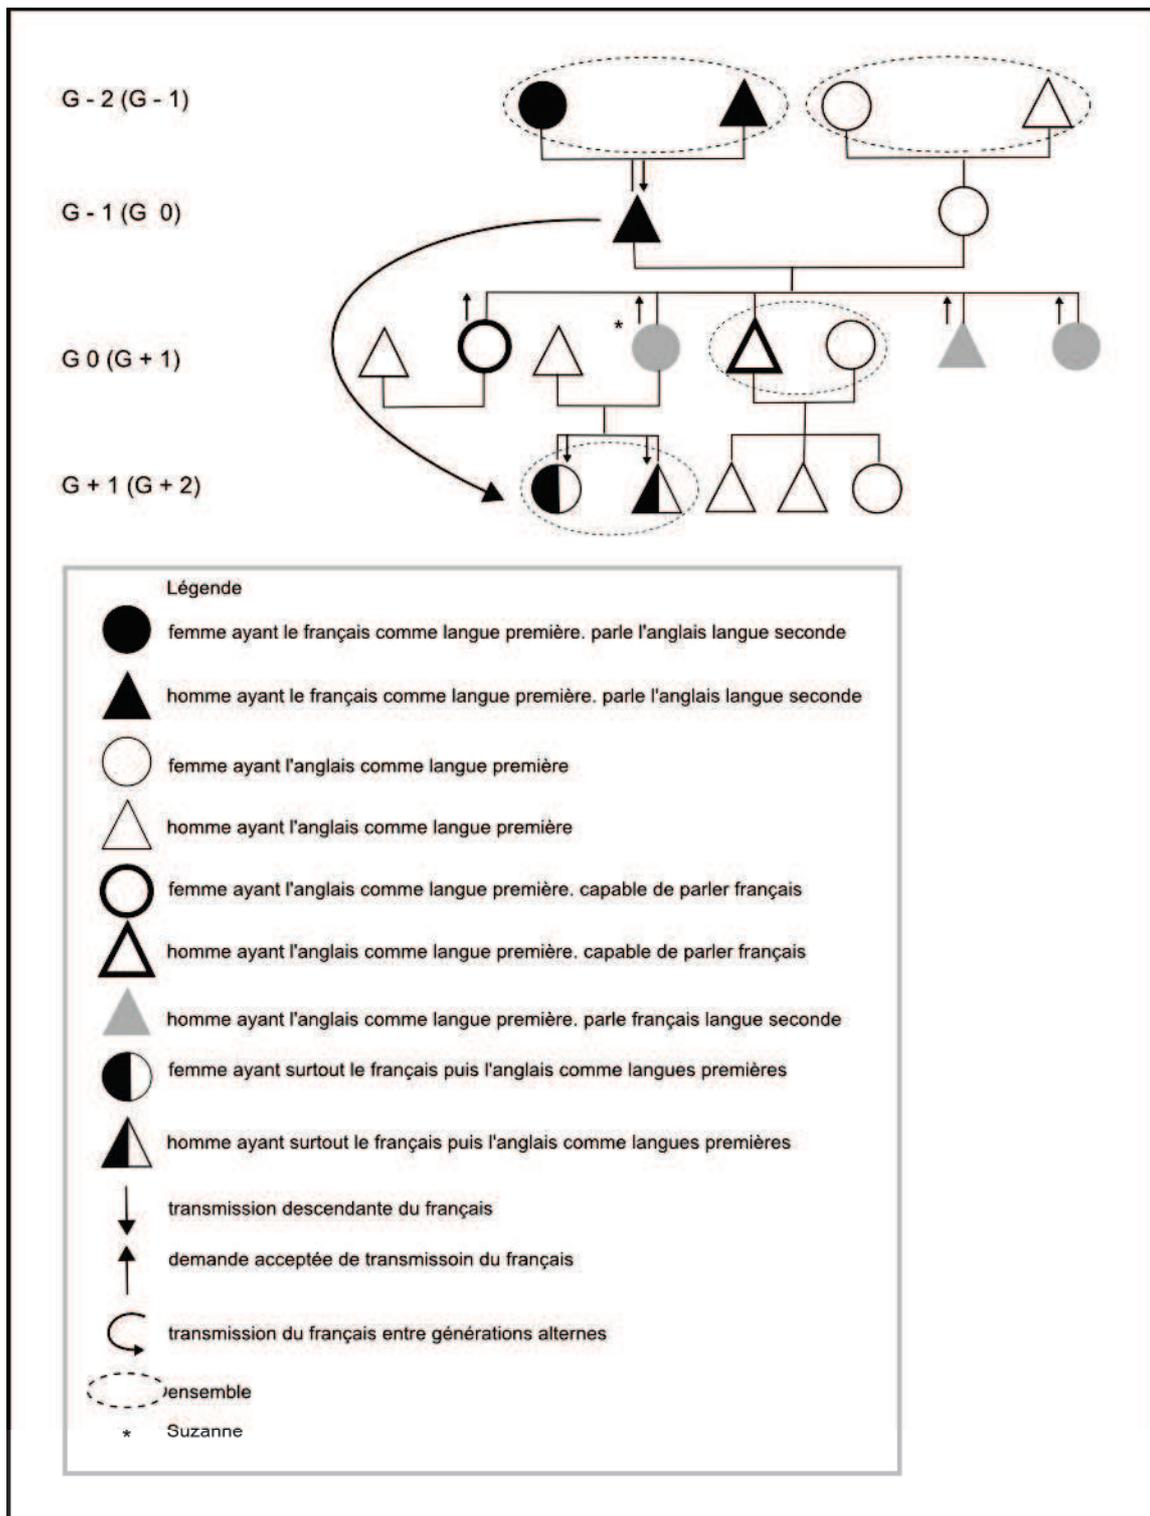 G - 2 (G - 1)
G - 1 (G 0)
*
G 0 (G + 1)
G + 1 (G + 2)
Légende
femme ayant le français comme langue première. parle l'anglais langue seconde
homme ayant le français comme langue première. parle l'anglais langue seconde
femme ayant l'anglais comme langue première
homme ayant l'anglais comme langue première
femme ayant l'anglais comme langue première. capable de parler français
homme ayant l'anglais comme langue première. capable de parler français
homme ayant l'anglais comme langue première. parle français langue seconde
femme ayant surtout le français puis l'anglais comme langues premières
homme ayant surtout le français puis l'anglais comme langues premières
transmission descendante du français
demande acceptée de transmissoin du français
transmission du français entre générations alternes
ensemble
* Suzanne